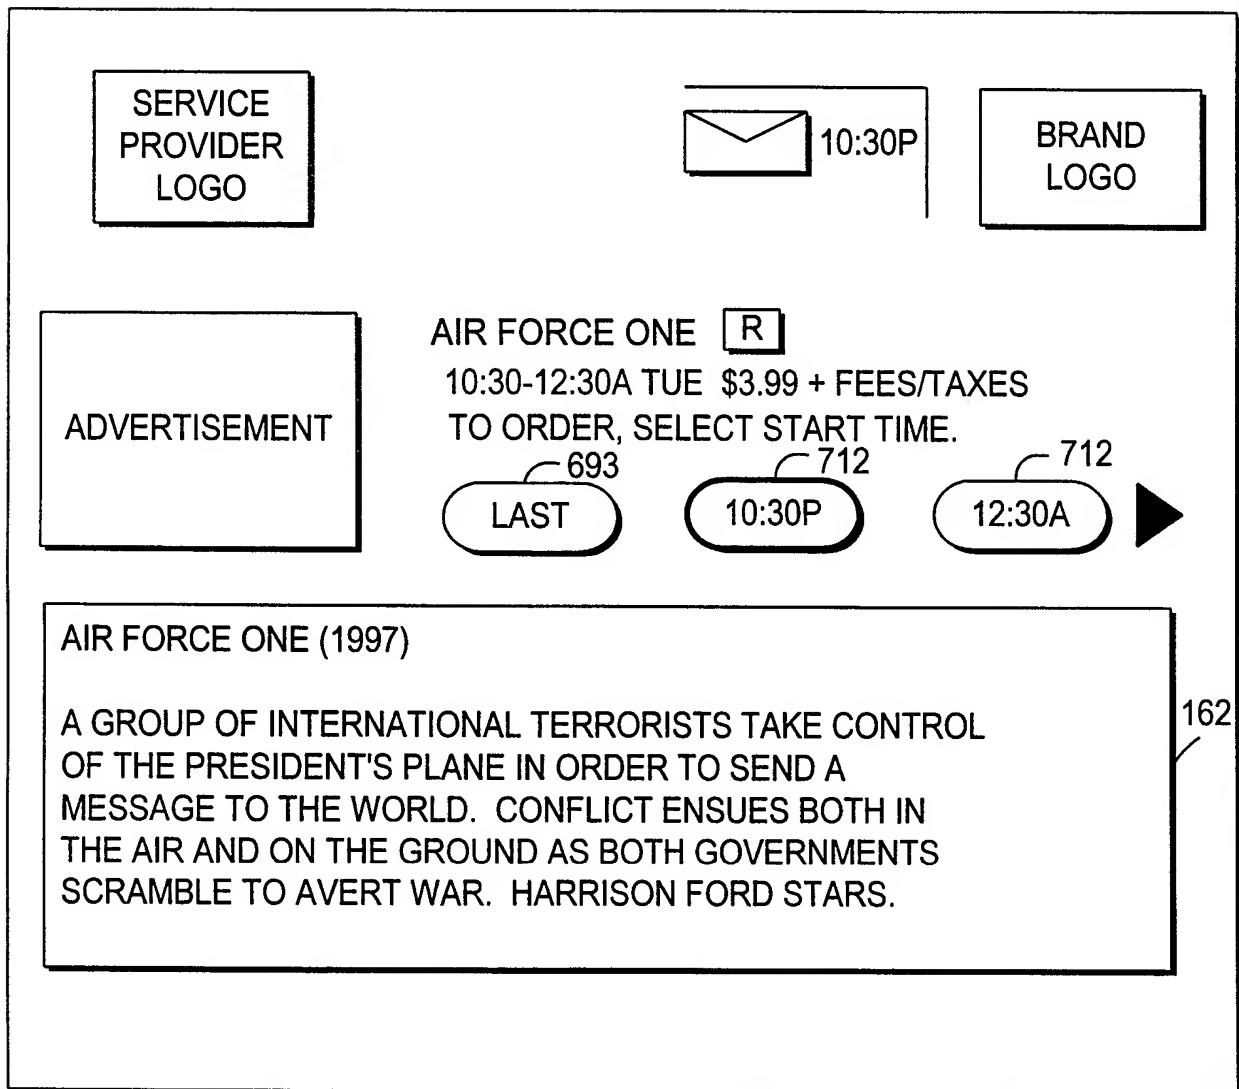 SERVICE
PROVIDER
LOGO
10:30P
BRAND
LOGO
ADVERTISEMENT
AIR FORCE ONE R
10:30-12:30A TUE $3.99 + FEES/TAXES
TO ORDER, SELECT START TIME.
693 712 712
LAST 10:30P 12:30A
AIR FORCE ONE (1997)
A GROUP OF INTERNATIONAL TERRORISTS TAKE CONTROL
OF THE PRESIDENT'S PLANE IN ORDER TO SEND A
MESSAGE TO THE WORLD. CONFLICT ENSUES BOTH IN
THE AIR AND ON THE GROUND AS BOTH GOVERNMENTS
SCRAMBLE TO AVERT WAR. HARRISON FORD STARS.
162